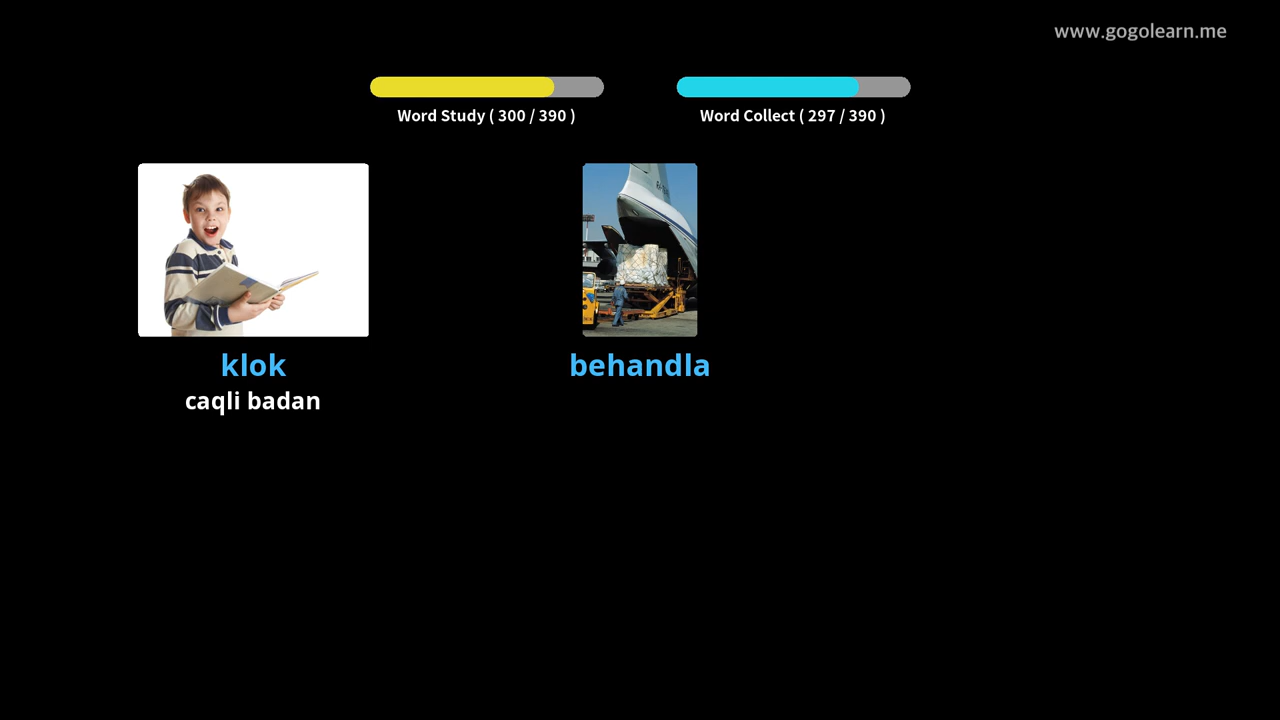 www.gogolearn.me
Word Study ( 300 / 390 )
Word Collect ( 297 / 390 )
klok
caqli badan
behandla